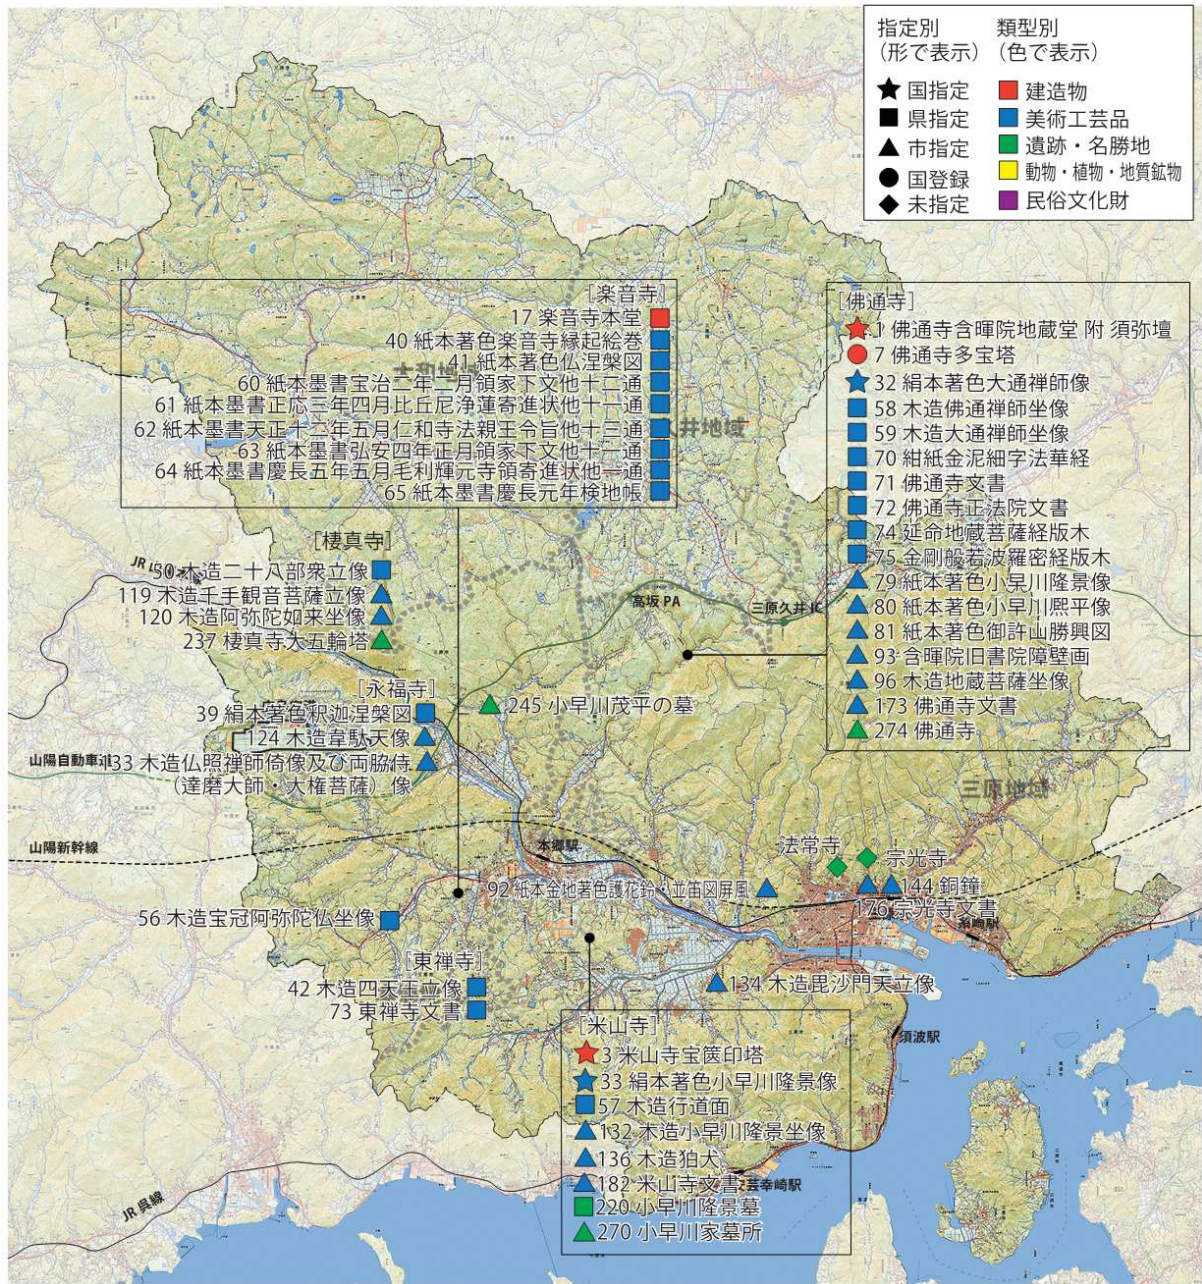 指定別
(形で表示)
類型別
(色で表示)
国指定
県指定
市指定
国登録
未指定
建造物
美術工芸品
遺跡・名勝地
動物・植物・地質鉱物
民俗文化財
[楽音寺]
17 楽音寺本堂
40 紙本著色楽音寺縁起絵巻
41 紙本著色仏涅槃図
60 紙本墨書宝治二年二月領家下文他十二通
61 紙本墨書正応三年四月比丘尼浄蓮寄進状他十一通
62 紙本墨書天正十二年五月仁和寺法親王令旨他十三通
63 紙本墨書弘安四年正月領家下文他十一通
64 紙本墨書慶長五年五月毛利輝元寺領寄進状他一通
65 紙本墨書慶長元年検地帳
大和地域
久井地域
[佛通寺]
1 佛通寺含暉院地蔵堂 附 須弥壇
7 佛通寺多宝塔
32 絹本著色大通禅師像
58 木造佛通禅師坐像
59 木造大通禅師坐像
70 紺紙金泥細字法華経
71 佛通寺文書
72 佛通寺正法院文書
74 延命地蔵菩薩経版木
75 金剛般若波羅密経版木
79 紙本著色小早川隆景像
80 紙本著色小早川熈平像
81 紙本著色御許山勝興図
93 含暉院旧書院障壁画
96 木造地蔵菩薩坐像
173 佛通寺文書
274 佛通寺
[棲真寺]
50 木造二十八部衆立像
119 木造千手観音菩薩立像
120 木造阿弥陀如来坐像
237 棲真寺大五輪塔
高坂PA
三原久井IC
[永福寺]
39 絹本著色釈迦涅槃図
124 木造韋駄天像
133 木造仏照禅師倚像及び両脇侍
(達磨大師・大権菩薩)像
245 小早川茂平の墓
山陽自動車道
山陽新幹線
三原地域
本郷駅
法常寺
宗光寺
92 紙本金地著色護花鈴・並笛図屏風
144 銅鐘
176 宗光寺文書
糸崎駅
56 木造宝冠阿弥陀仏坐像
[東禅寺]
42 木造四天王立像
73 東禅寺文書
134 木造毘沙門天立像
須波駅
[米山寺]
3 米山寺宝篋印塔
33 絹本著色小早川隆景像
57 木造行道面
132 木造小早川隆景坐像
136 木造狛犬
182 米山寺文書
220 小早川隆景墓
270 小早川家墓所
安芸幸崎駅
JR呉線